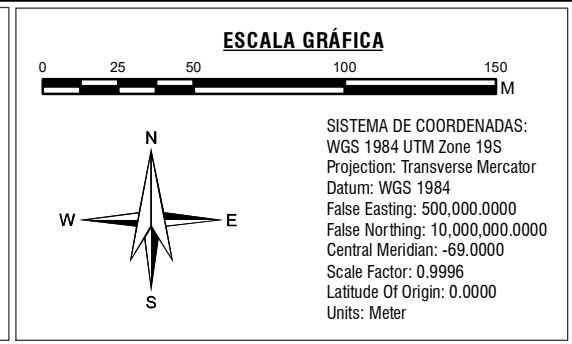 ESCALA GRÁFICA
0 25 50 100 150
M
N
W E
S
SISTEMA DE COORDENADAS:
WGS 1984 UTM Zone 19S
Projection: Transverse Mercator
Datum: WGS 1984
False Easting: 500,000.0000
False Northing: 10,000,000.0000
Central Meridian: -69.0000
Scale Factor: 0.9996
Latitude Of Origin: 0.0000
Units: Meter